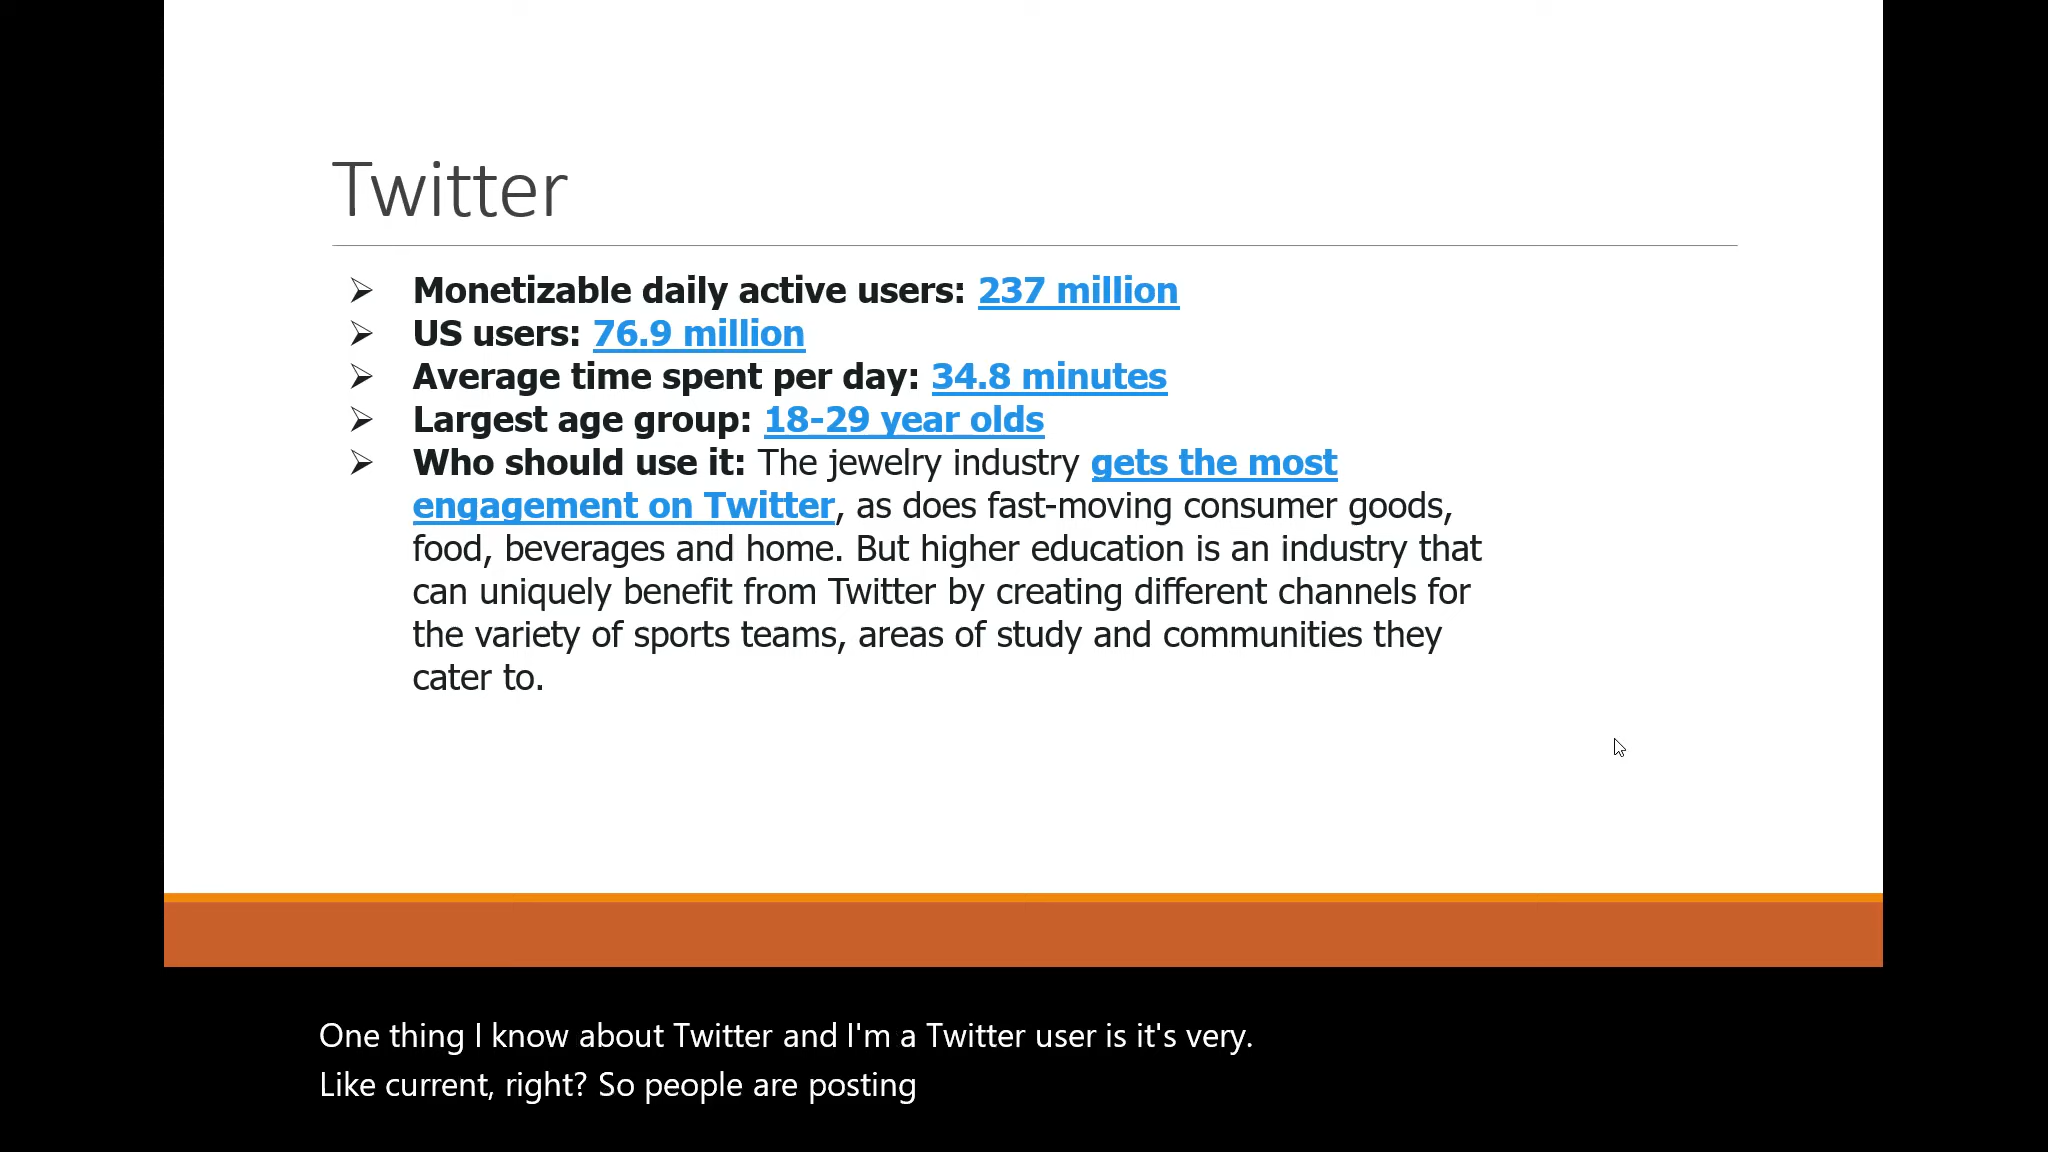 Twitter
➢ Monetizable daily active users: 237 million
➢ US users: 76.9 million
➢ Average time spent per day: 34.8 minutes
➢ Largest age group: 18-29 year olds
➢ Who should use it: The jewelry industry gets the most
engagement on Twitter, as does fast-moving consumer goods,
food, beverages and home. But higher education is an industry that
can uniquely benefit from Twitter by creating different channels for
the variety of sports teams, areas of study and communities they
cater to.
One thing I know about Twitter and I'm a Twitter user is it's very.
Like current, right? So people are posting